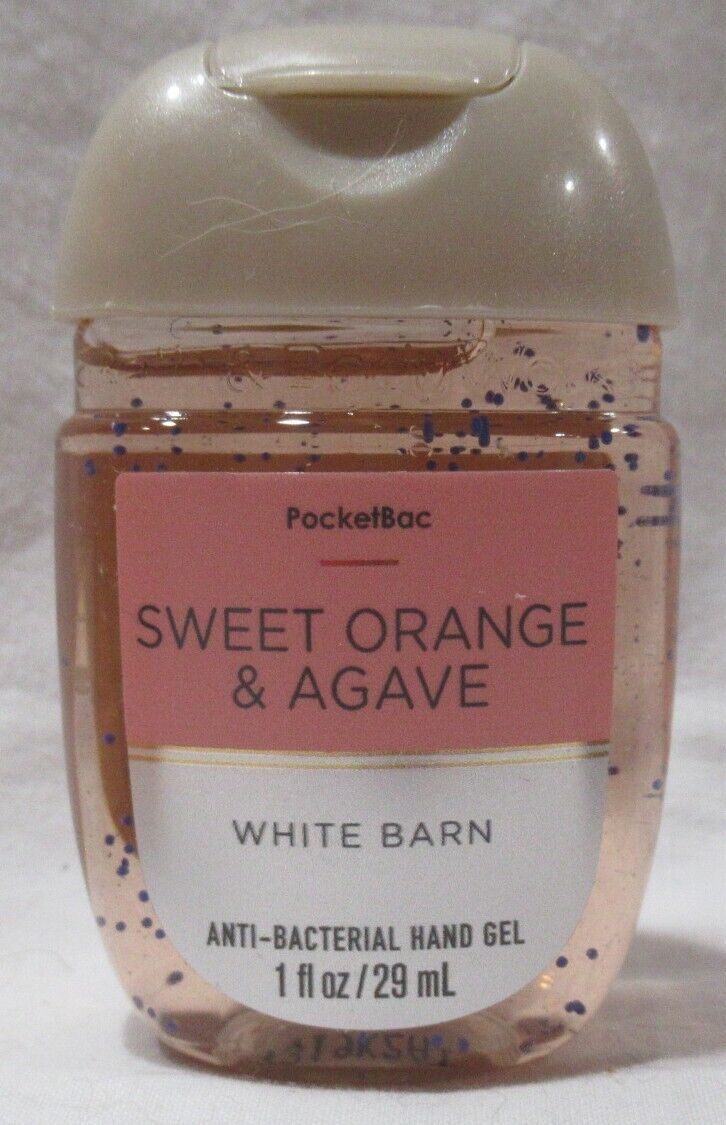 PocketBac
SWEET ORANGE
& AGAVE
WHITE BARN
ANTI-BACTERIAL HAND GEL
1 fl oz / 29 mL